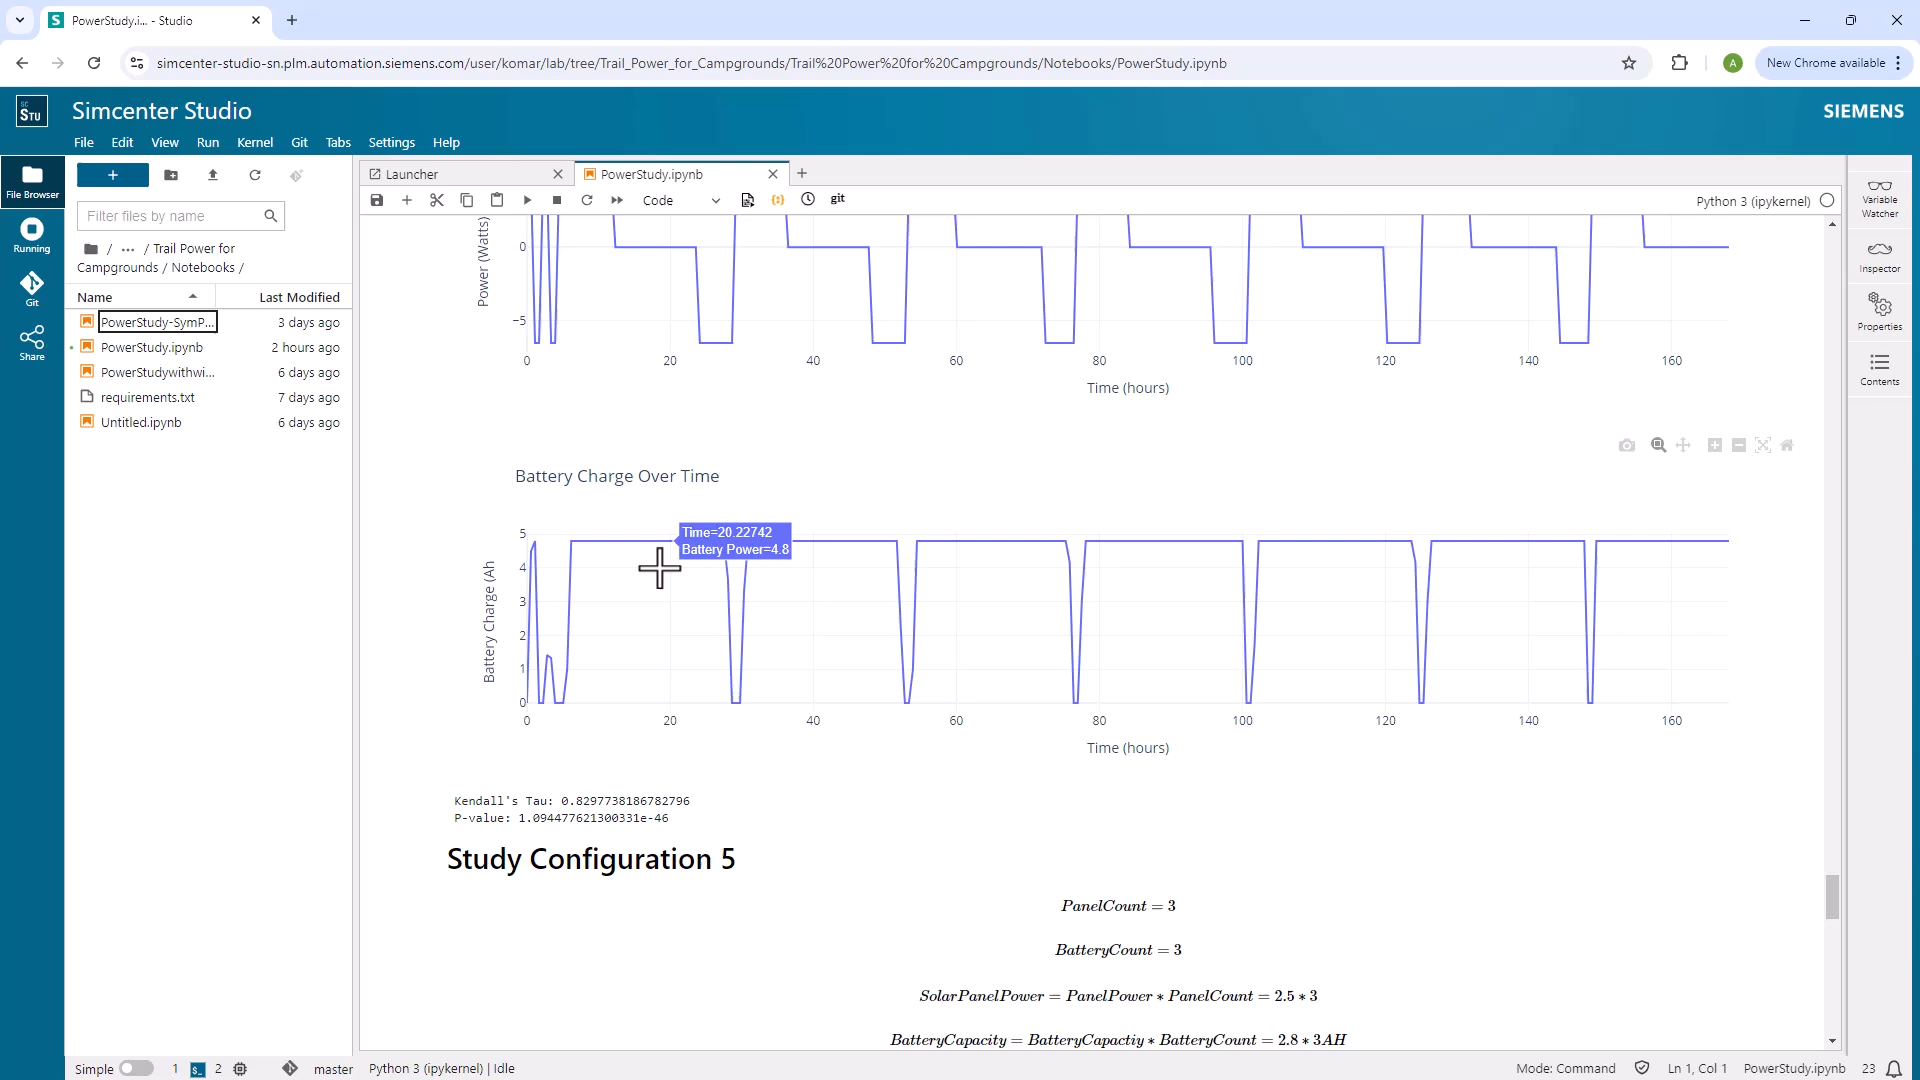 PowerStudy.i... - Studio
simcenter-studio-sn.plm.automation.siemens.com/user/komar/lab/tree/Trail_Power_for_Campgrounds/Trail%20Power%20for%20Campgrounds/Notebooks/PowerStudy.ipynb
A
New Chrome available
SC STU
Simcenter Studio
SIEMENS
File Edit View Run Kernel Git Tabs Settings Help
File Browser
Running
Git
Share
Filter files by name
/ ... / Trail Power for
Campgrounds / Notebooks /
Name Last Modified
PowerStudy-SymP... 3 days ago
PowerStudy.ipynb 2 hours ago
PowerStudywithwi... 6 days ago
requirements.txt 7 days ago
Untitled.ipynb 6 days ago
Launcher
PowerStudy.ipynb
Code
git
Python 3 (ipykernel)
Variable Watcher
Inspector
Properties
Contents
Power (Watts)
0
−5
0 20 40 60 80 100 120 140 160
Time (hours)
Battery Charge Over Time
Time=20.22742
Battery Power=4.8
Battery Charge (Ah
5
4
3
2
1
0
0 20 40 60 80 100 120 140 160
Time (hours)
Kendall's Tau: 0.8297738186782796
P-value: 1.094477621300331e-46
Study Configuration 5
PanelCount = 3
BatteryCount = 3
SolarPanelPower = PanelPower ∗ PanelCount = 2.5 ∗ 3
BatteryCapacity = BatteryCapactiy ∗ BatteryCount = 2.8 ∗ 3AH
Simple 1 $_ 2 master Python 3 (ipykernel) | Idle
Mode: Command Ln 1, Col 1 PowerStudy.ipynb 23